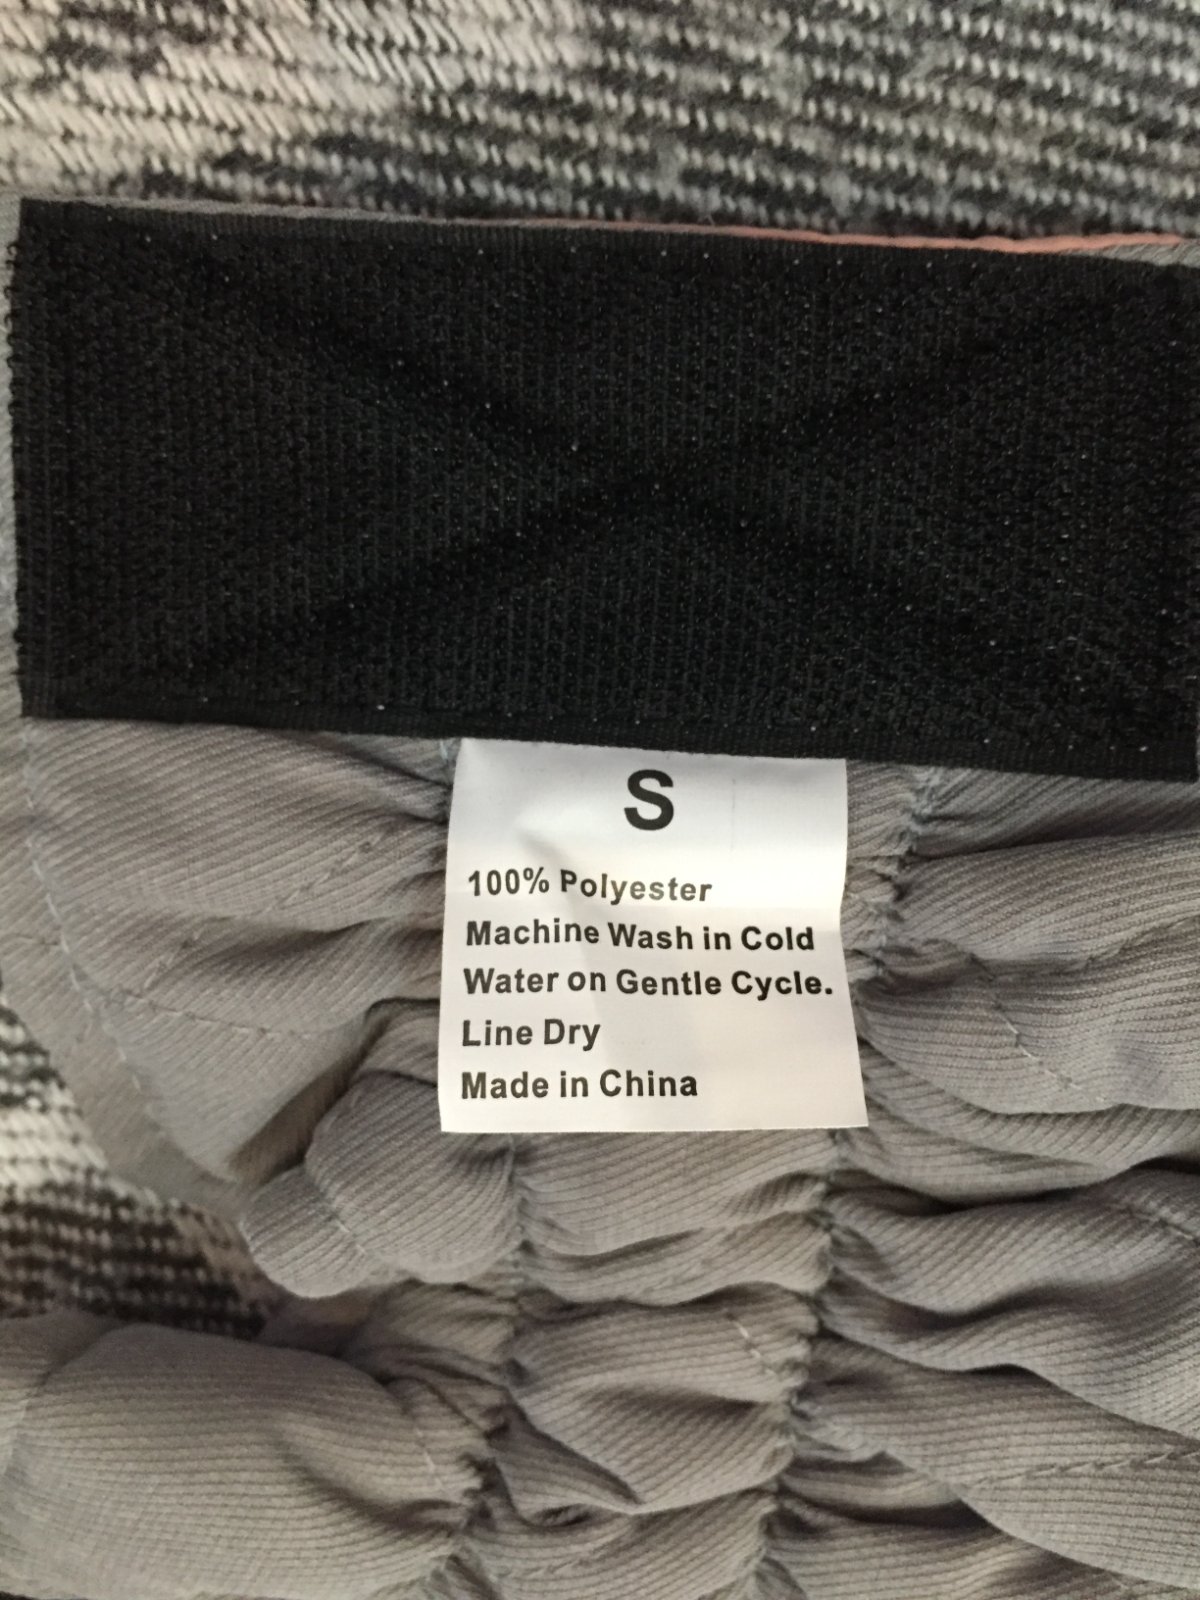 S
100% Polyester
Machine Wash in Cold
Water on Gentle Cycle.
Line Dry
Made in China